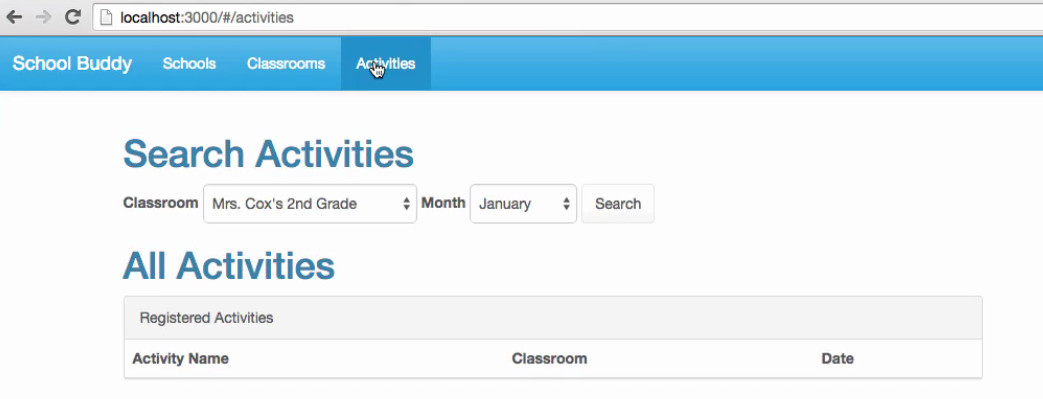 localhost:3000/#/activities
School Buddy Schools Classrooms Activities
Search Activities
Classroom Mrs. Cox's 2nd Grade Month January Search
All Activities
Registered Activities
Activity Name Classroom Date